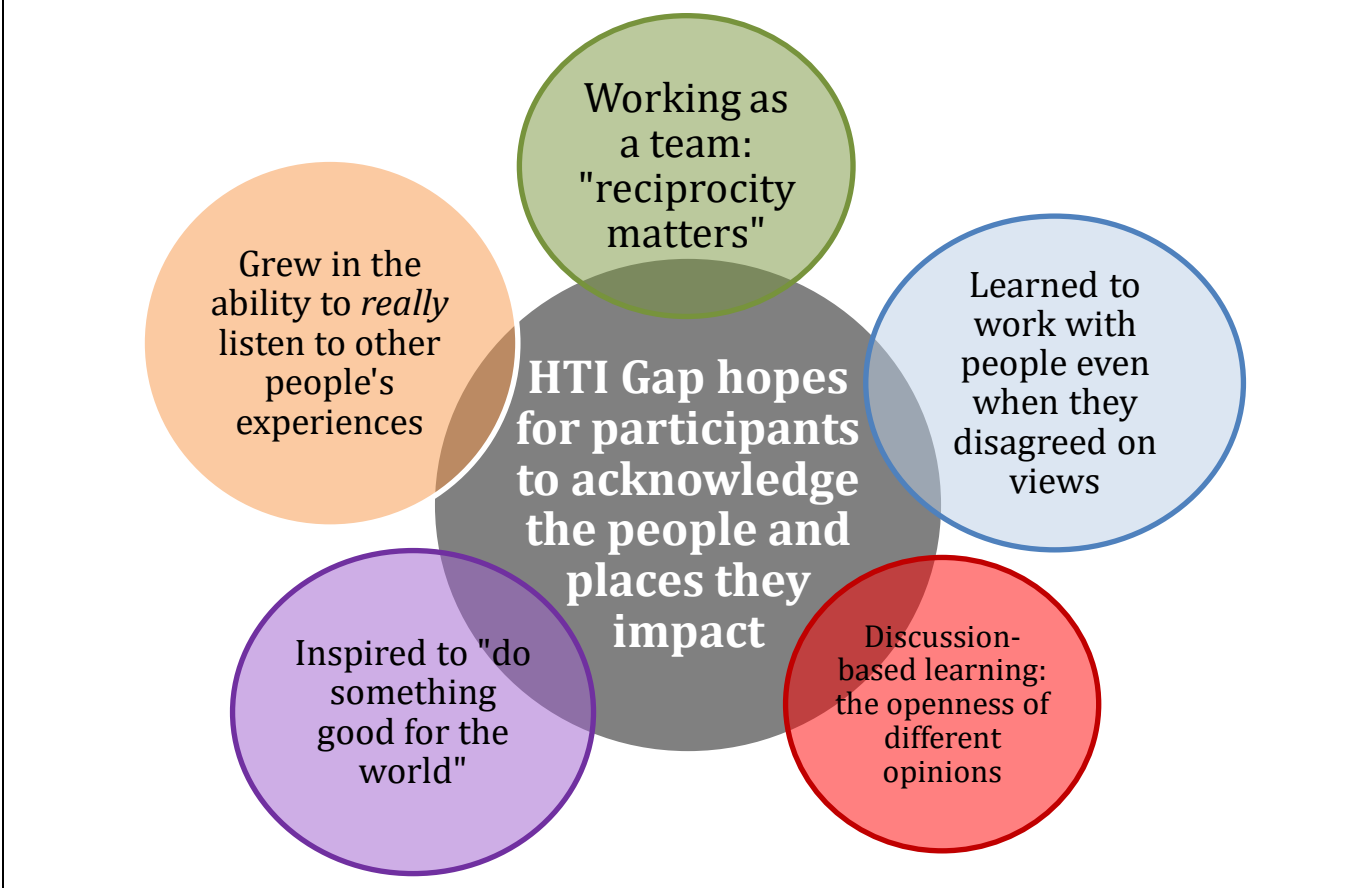 Working as
a team:
"reciprocity
matters"
Grew in the
ability to really
listen to other
people's
experiences
Learned to
work with
people even
when they
disagreed on
views
HTI Gap hopes
for participants
to acknowledge
the people and
places they
impact
Inspired to "do
something
good for the
world"
Discussion-
based learning:
the openness of
different
opinions